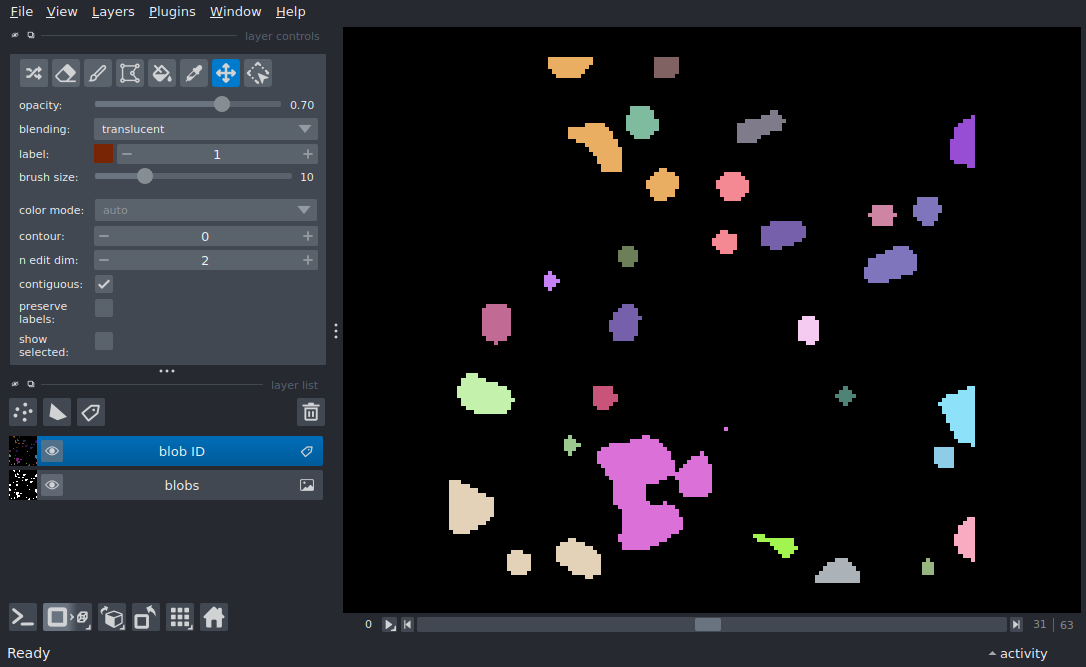 File View Layers Plugins Window Help
layer controls
opacity: 0.70
blending: translucent
label: 1
brush size: 10
color mode: auto
contour: 0
n edit dim: 2
contiguous:
preserve
labels:
show
selected:
layer list
blob ID
blobs
0 31 | 63
Ready activity